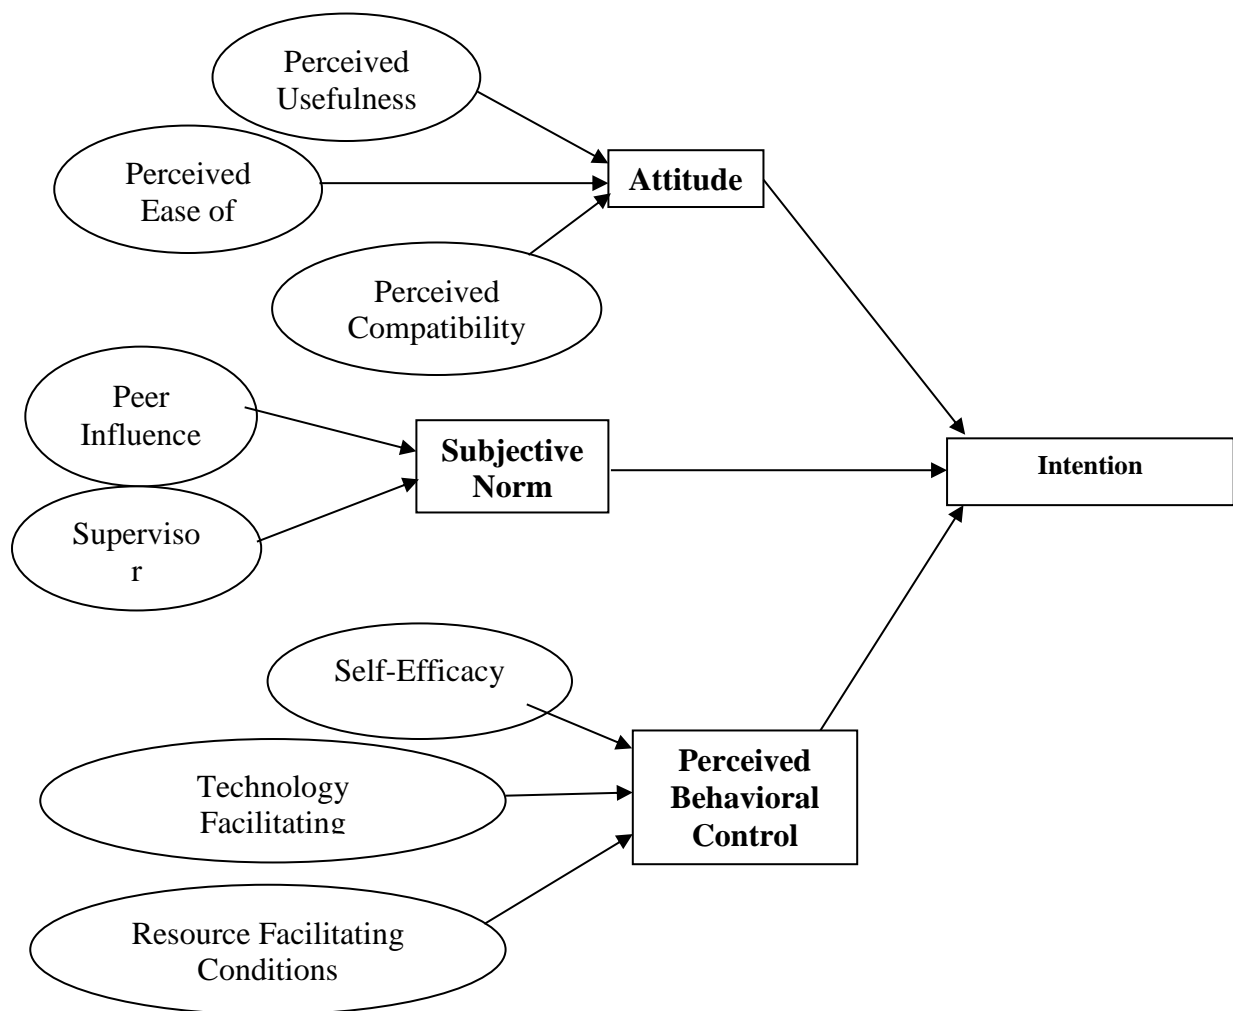 Perceived
Usefulness
Perceived
Ease of
Attitude
Perceived
Compatibility
Peer
Influence
Subjective
Norm
Intention
Superviso
r
Self-Efficacy
Technology
Facilitating
Perceived
Behavioral
Control
Resource Facilitating
Conditions